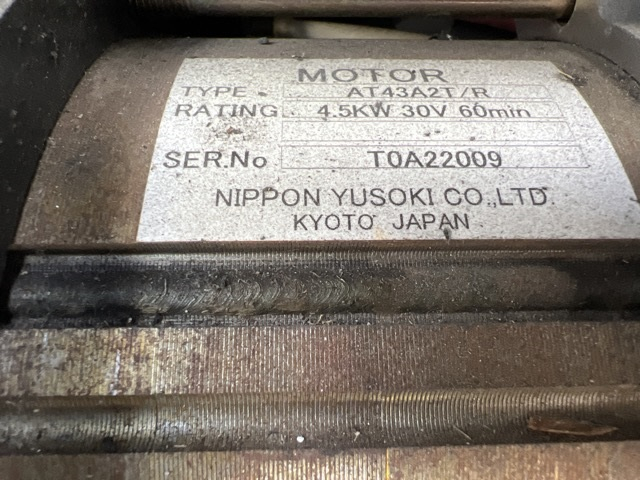 MOTOR
TYPE AT43A2T/R
RATING 4.5KW 30V 60min
SER.No T0A22009
NIPPON YUSOKI CO.,LTD.
KYOTO JAPAN